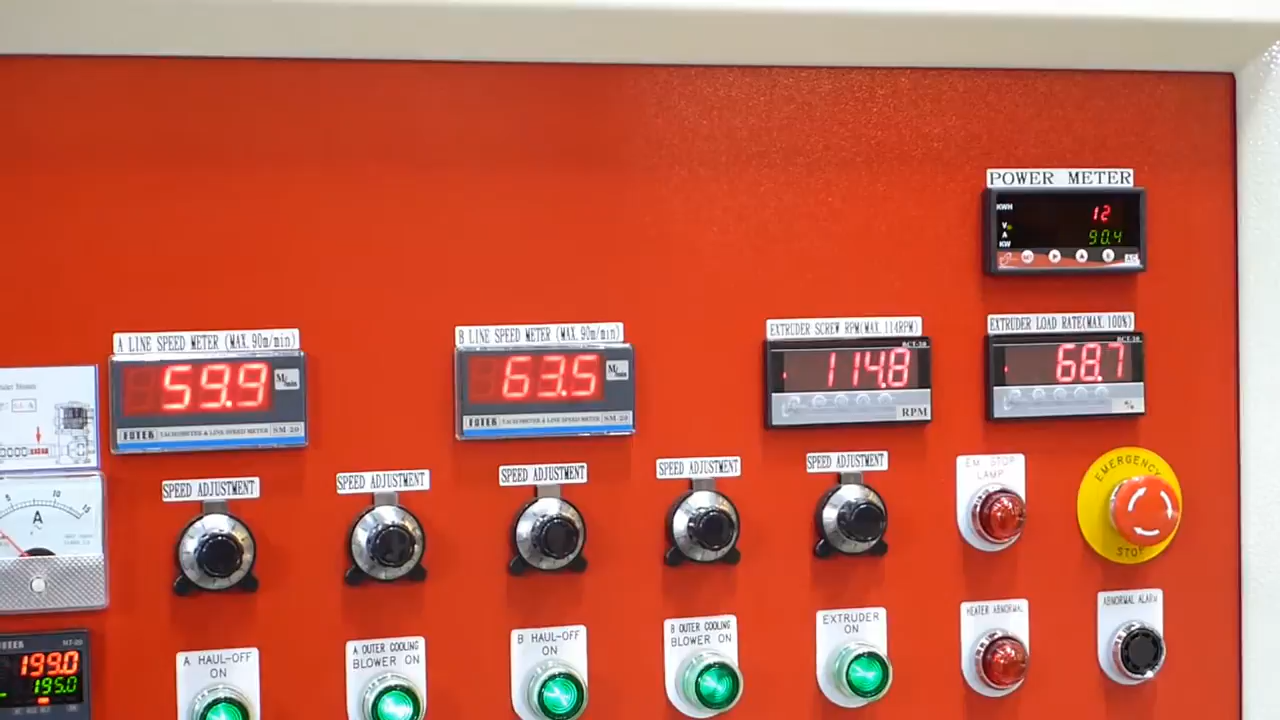 POWER METER
KWH
12
V
A
KW
90.4
SET
A LINE SPEED METER (MAX. 90m/min)
59.9
M/min
FOTEK TACHOMETER & LINE SPEED METER SM-20
B LINE SPEED METER (MAX. 90m/min)
63.5
M/min
FOTEK TACHOMETER & LINE SPEED METER SM-20
EXTRUDER SCREW RPM(MAX.114RPM)
114.8
RPM
EXTRUDER LOAD RATE(MAX.100%)
68.7
SPEED ADJUSTMENT
SPEED ADJUSTMENT
SPEED ADJUSTMENT
SPEED ADJUSTMENT
SPEED ADJUSTMENT
EM STOP
LAMP
EMERGENCY
STOP
5 10 15
A
MT-20
199.0
195.0
A HAUL-OFF
ON
A OUTER COOLING
BLOWER ON
B HAUL-OFF
ON
B OUTER COOLING
BLOWER ON
EXTRUDER
ON
HEATER ABNORMAL
ABNORMAL ALARM